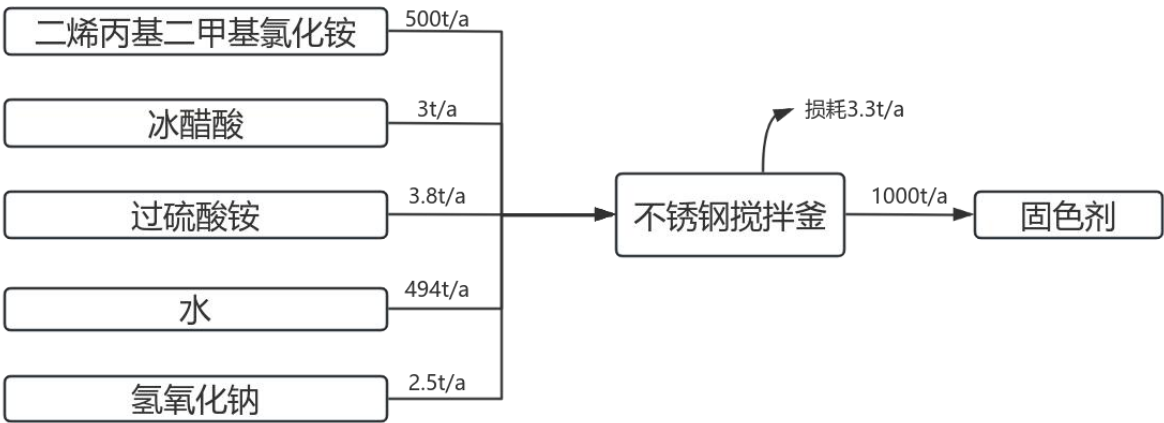 二烯丙基二甲基氯化铵
500t/a
冰醋酸
3t/a
过硫酸铵
3.8t/a
水
494t/a
氢氧化钠
2.5t/a
不锈钢搅拌釜
损耗3.3t/a
1000t/a
固色剂